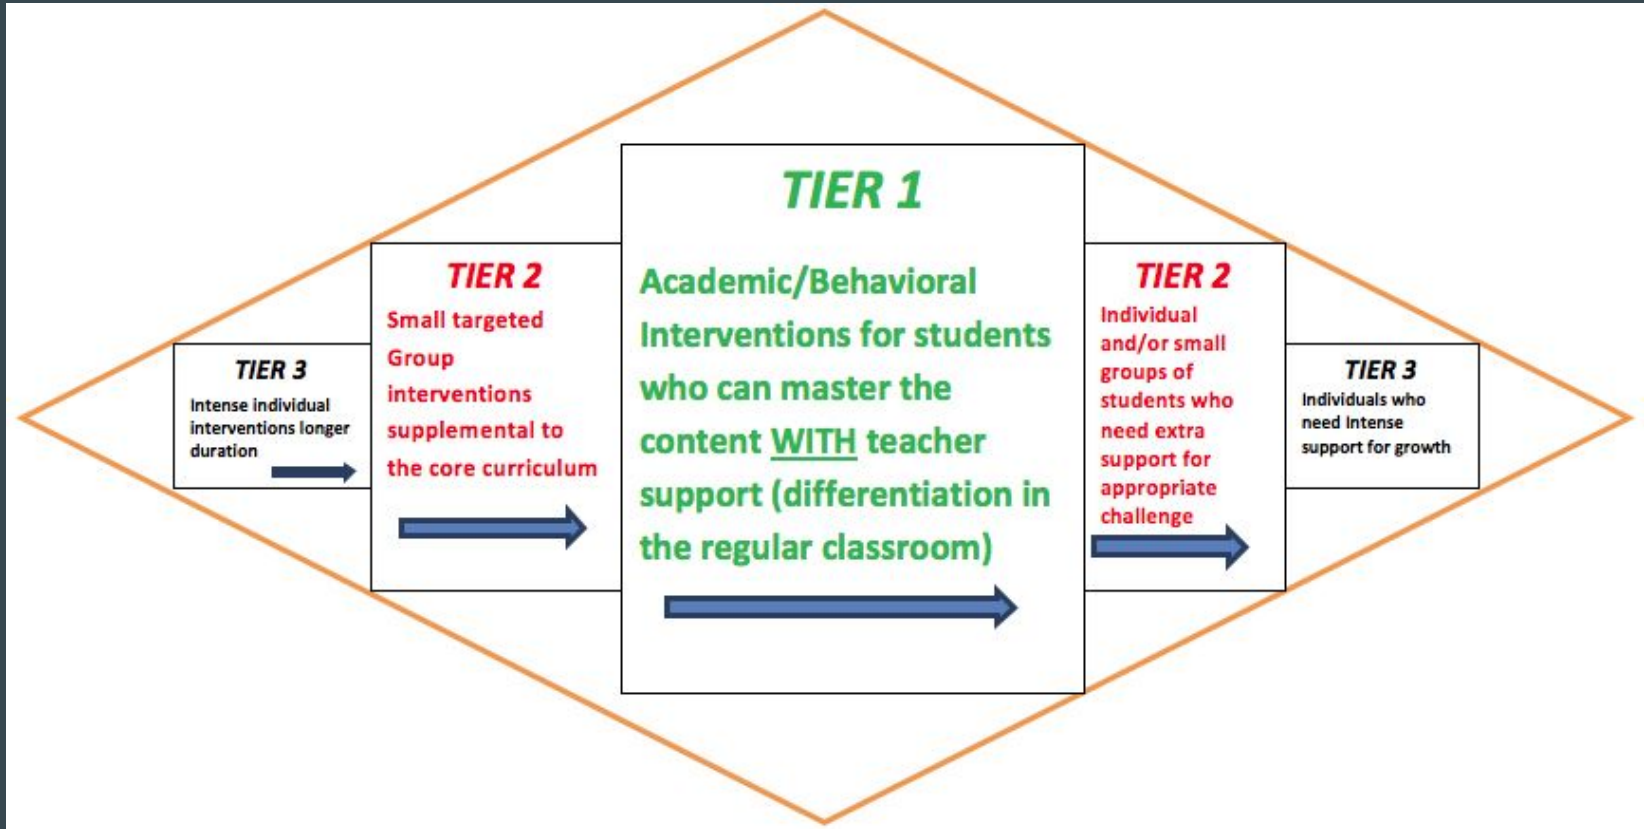 TIER 3
Intense individual
interventions longer
duration
TIER 2
Small targeted
Group
interventions
supplemental to
the core curriculum
TIER 1
Academic/Behavioral
Interventions for students
who can master the
content WITH teacher
support (differentiation in
the regular classroom)
TIER 2
Individual
and/or small
groups of
students who
need extra
support for
appropriate
challenge
TIER 3
Individuals who
need Intense
support for growth